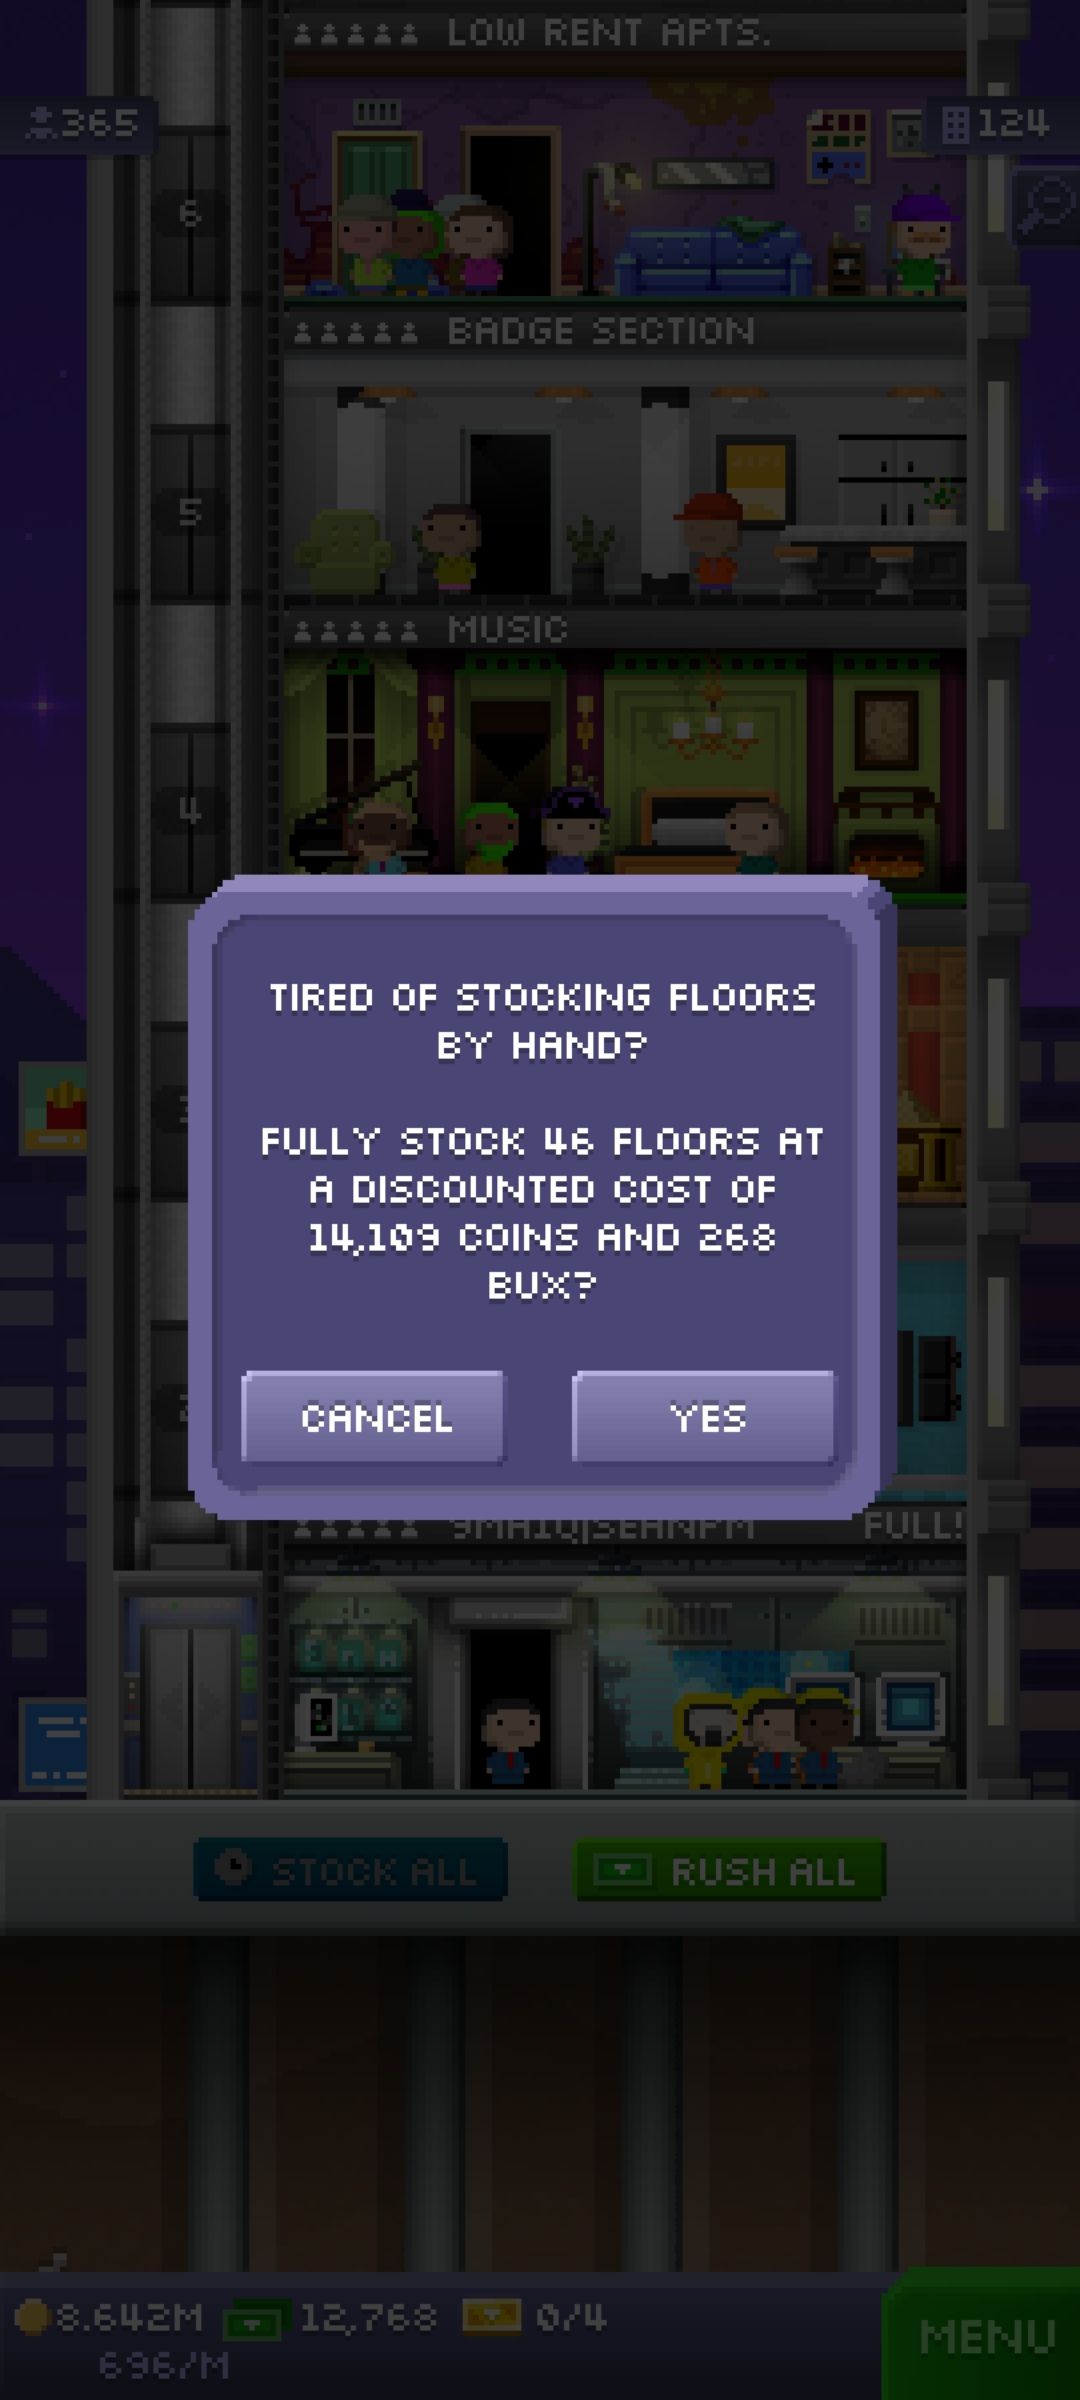 LOW RENT APTS.
365
124
6
BADGE SECTION
5
MUSIC
4
TIRED OF STOCKING FLOORS
BY HAND?
FULLY STOCK 46 FLOORS AT
A DISCOUNTED COST OF
14,109 COINS AND 268
BUX?
CANCEL
YES
FULL!
STOCK ALL
RUSH ALL
8.642M
12,768
0/4
696/M
MENU